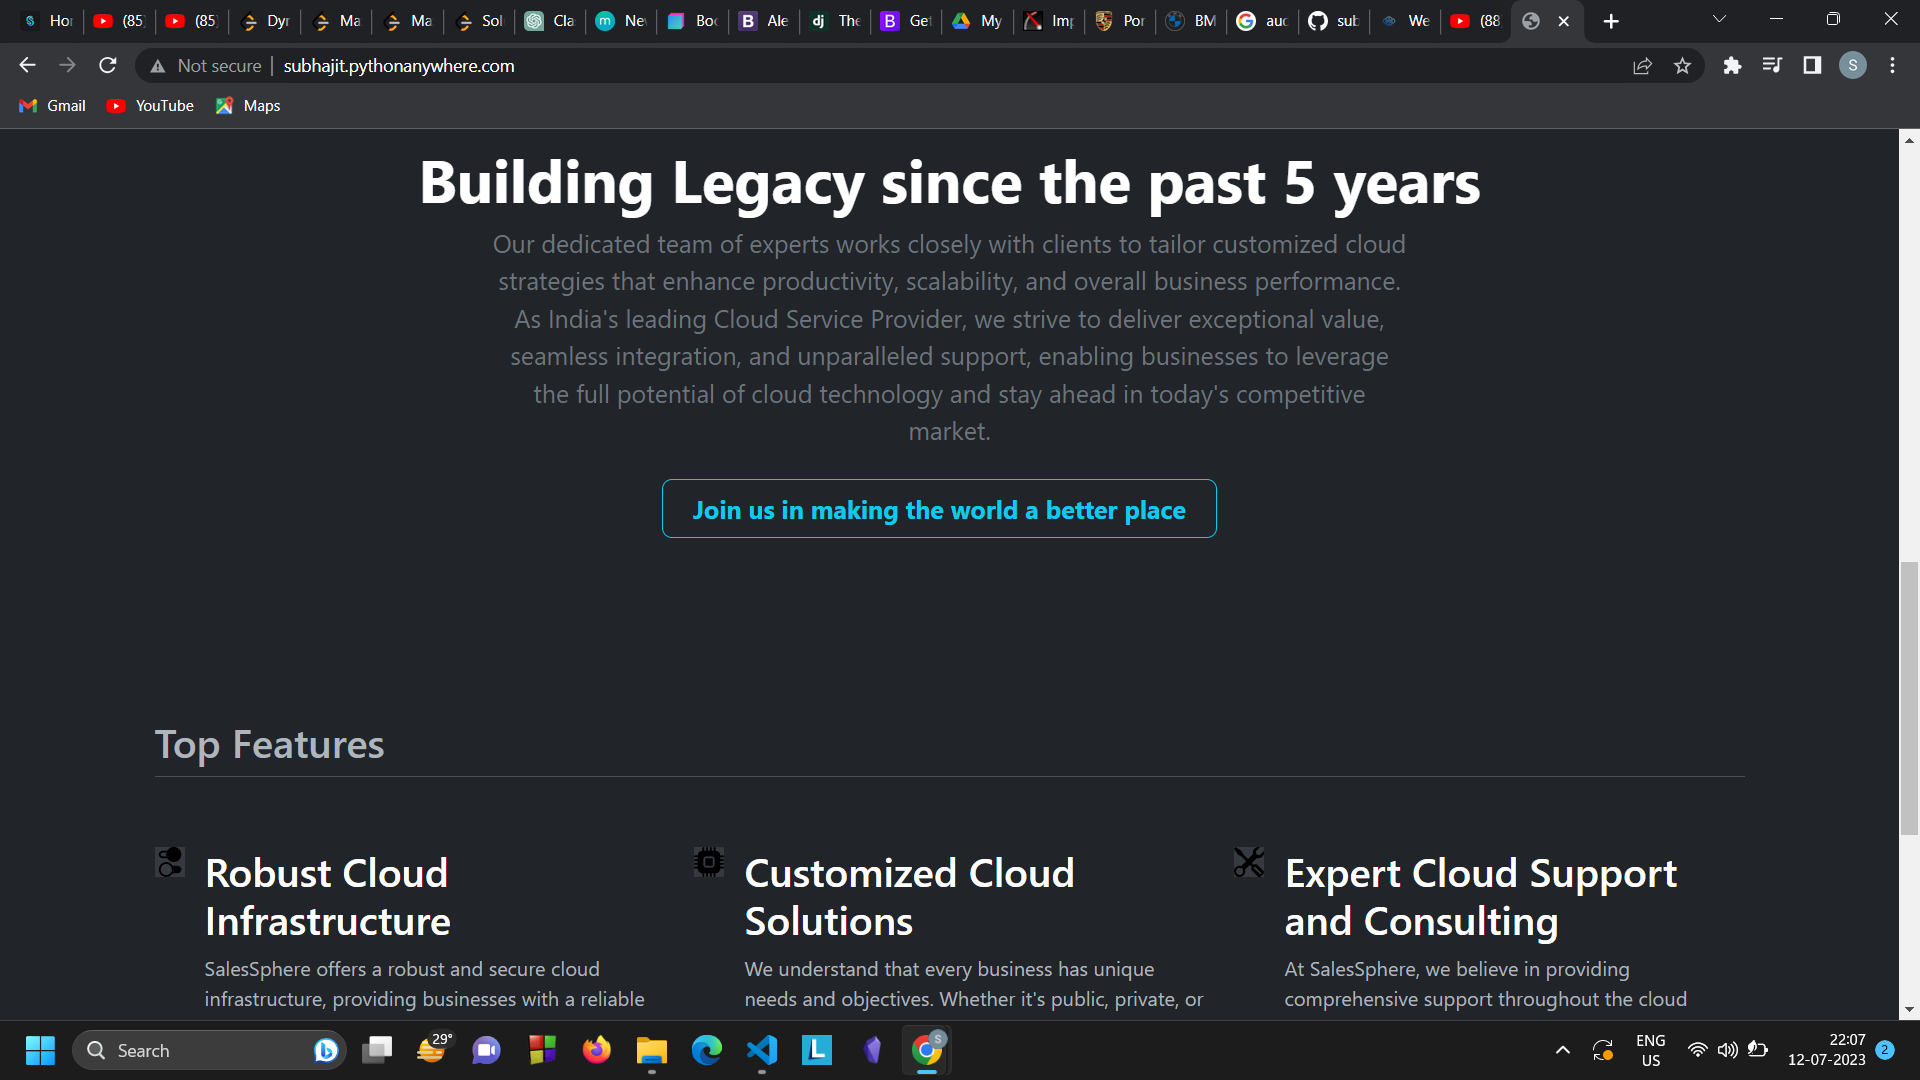 Hor (85 (85 Dyn Ma Ma Sol Cla Nev Boo Ale The Get My Imp Por BM aud sub We (88
Not secure | subhajit.pythonanywhere.com S
Gmail YouTube Maps
Building Legacy since the past 5 years
Our dedicated team of experts works closely with clients to tailor customized cloud
strategies that enhance productivity, scalability, and overall business performance.
As India's leading Cloud Service Provider, we strive to deliver exceptional value,
seamless integration, and unparalleled support, enabling businesses to leverage
the full potential of cloud technology and stay ahead in today's competitive
market.
Join us in making the world a better place
Top Features
Robust Cloud
Infrastructure
SalesSphere offers a robust and secure cloud
infrastructure, providing businesses with a reliable
Customized Cloud
Solutions
We understand that every business has unique
needs and objectives. Whether it's public, private, or
Expert Cloud Support
and Consulting
At SalesSphere, we believe in providing
comprehensive support throughout the cloud
Search 29° ENG 22:07
US 12-07-2023 2